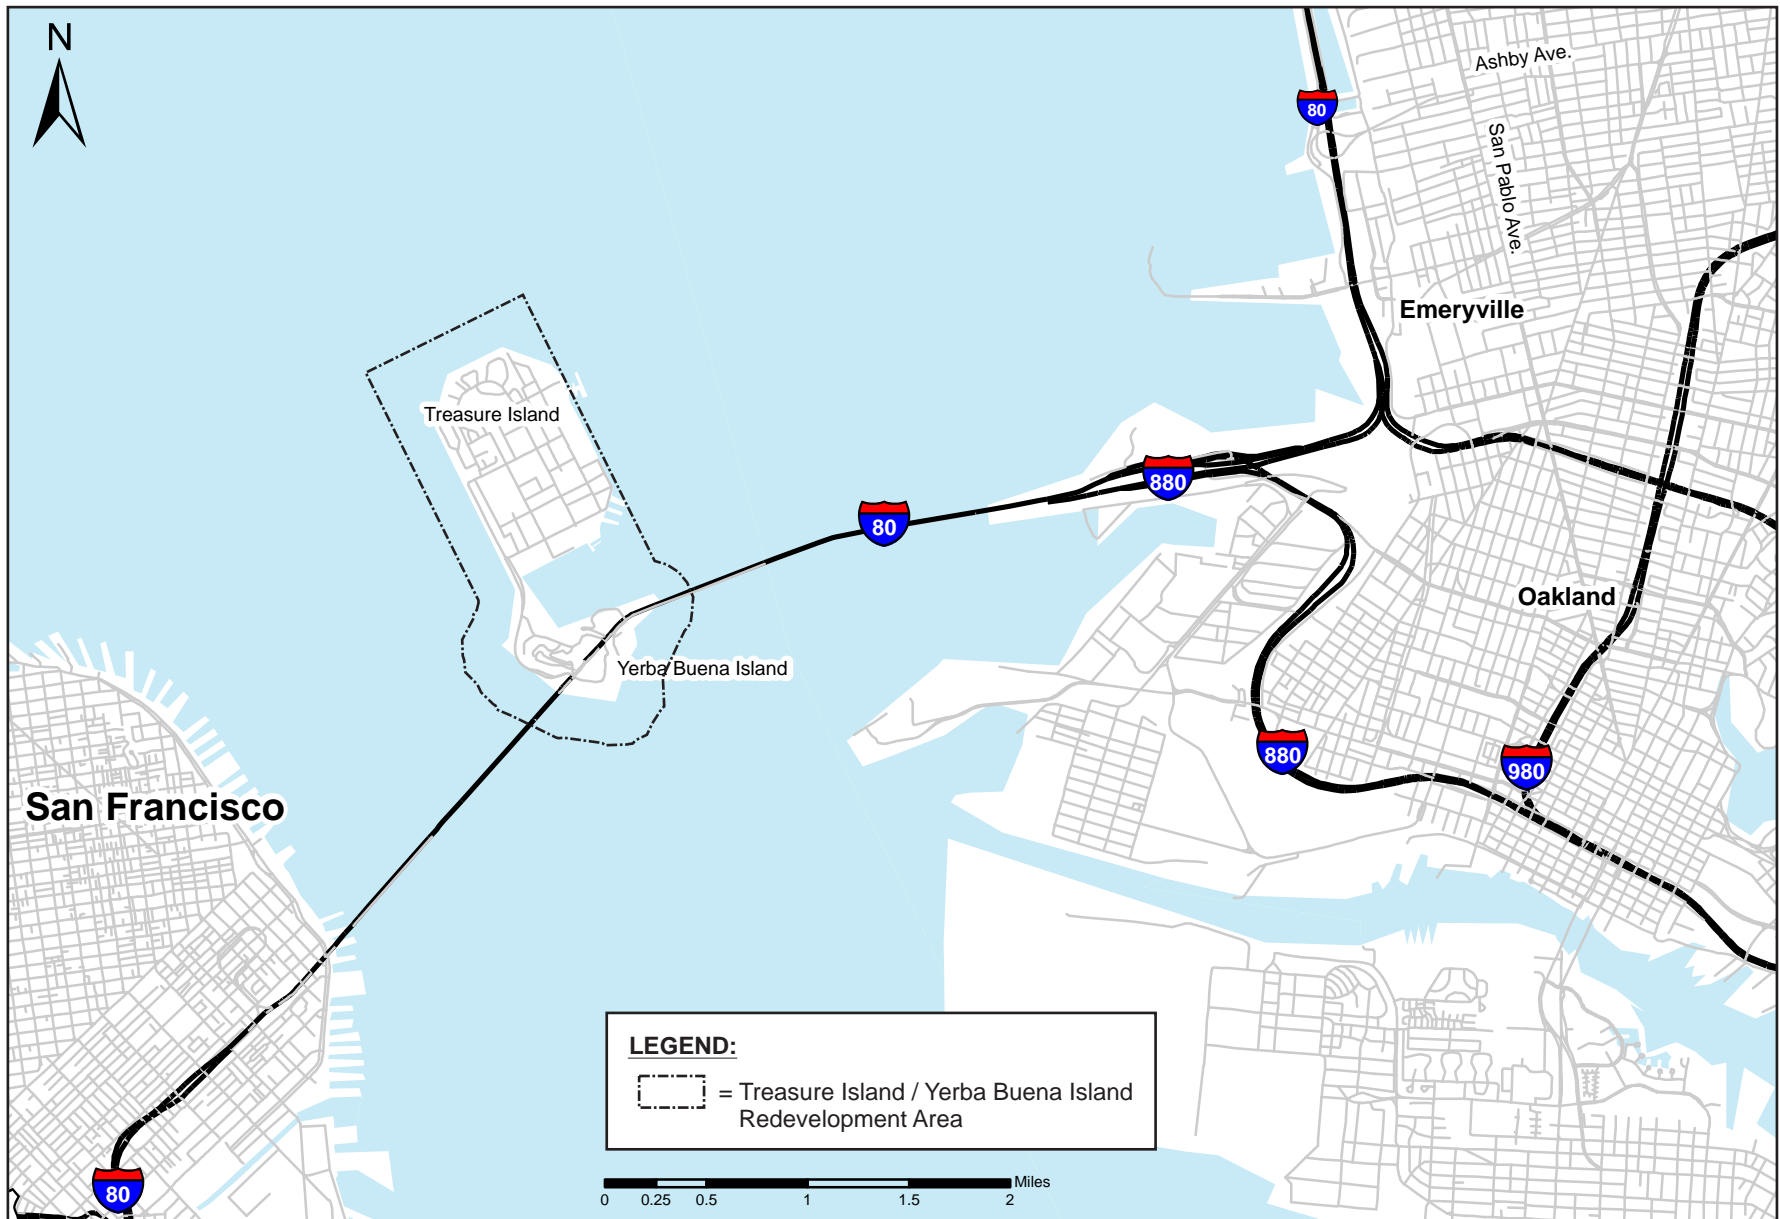 N
Ashby Ave.
80
San Pablo Ave.
Emeryville
Treasure Island
880
80
Oakland
Yerba Buena Island
880
980
San Francisco
LEGEND:
= Treasure Island / Yerba Buena Island
Redevelopment Area
80
Miles
0 0.25 0.5 1 1.5 2